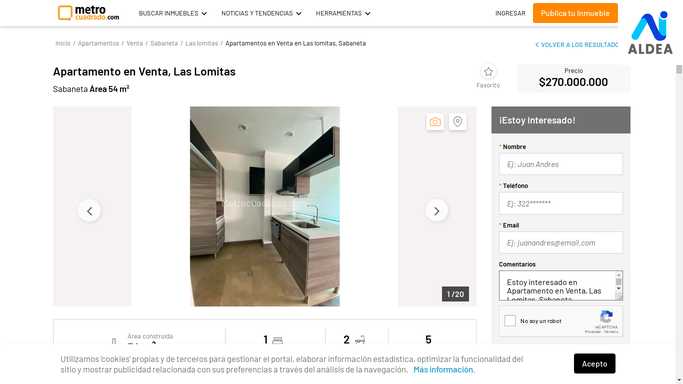 metro
cuadrado.com
BUSCAR INMUEBLES
NOTICIAS Y TENDENCIAS
HERRAMIENTAS
INGRESAR
Publica tu Inmueble
ALDEA
Inicio / Apartamentos / Venta / Sabaneta / Las lomitas / Apartamentos en Venta en Las lomitas, Sabaneta
< VOLVER A LOS RESULTADO
Apartamento en Venta, Las Lomitas
Sabaneta Área 54 m²
Favorito
Precio
$270.000.000
1 / 20
¡Estoy Interesado!
* Nombre
Ej: Juan Andres
* Teléfono
Ej: 322*******
* Email
Ej: juanandres@email.com
Comentarios
Estoy interesado en
Apartamento en Venta, Las
Lomitas, Sabaneta
No soy un robot
reCAPTCHA
Privacidad - Términos
Área construida
1
2
5
Utilizamos 'cookies' propias y de terceros para gestionar el portal, elaborar información estadística, optimizar la funcionalidad del
sitio y mostrar publicidad relacionada con sus preferencias a través del análisis de la navegación. Más información.
Acepto